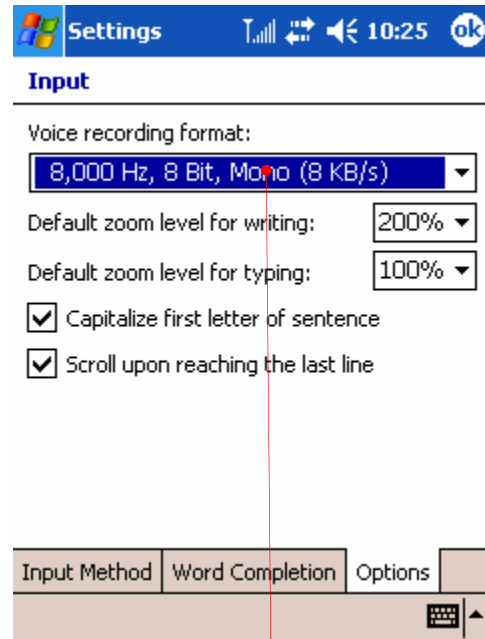 Settings 10:25 ok
Input
Voice recording format:
8,000 Hz, 8 Bit, Mono (8 KB/s)
Default zoom level for writing: 200%
Default zoom level for typing: 100%
Capitalize first letter of sentence
Scroll upon reaching the last line
Input Method Word Completion Options